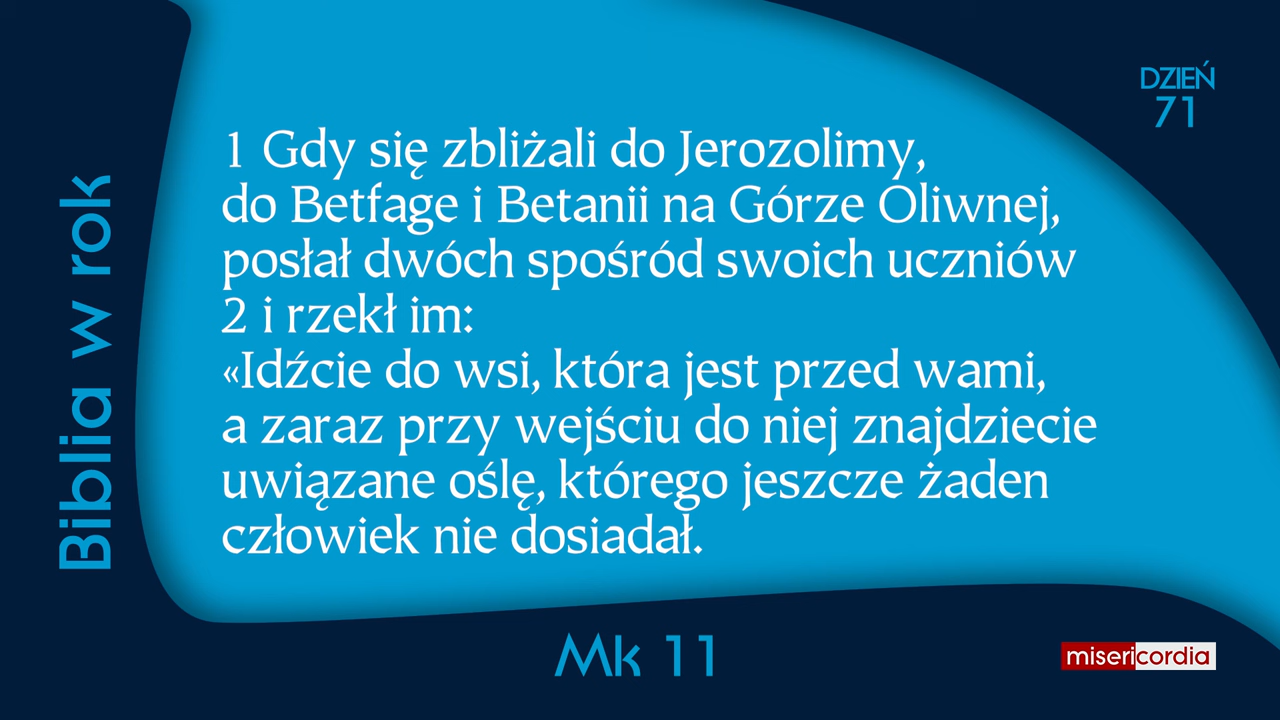 DZIEŃ
71
Biblia w rok
1 Gdy się zbliżali do Jerozolimy,
do Betfage i Betanii na Górze Oliwnej,
posłał dwóch spośród swoich uczniów
2 i rzekł im:
«Idźcie do wsi, która jest przed wami,
a zaraz przy wejściu do niej znajdziecie
uwiązane oślę, którego jeszcze żaden
człowiek nie dosiadał.
Mk 11
misericordia